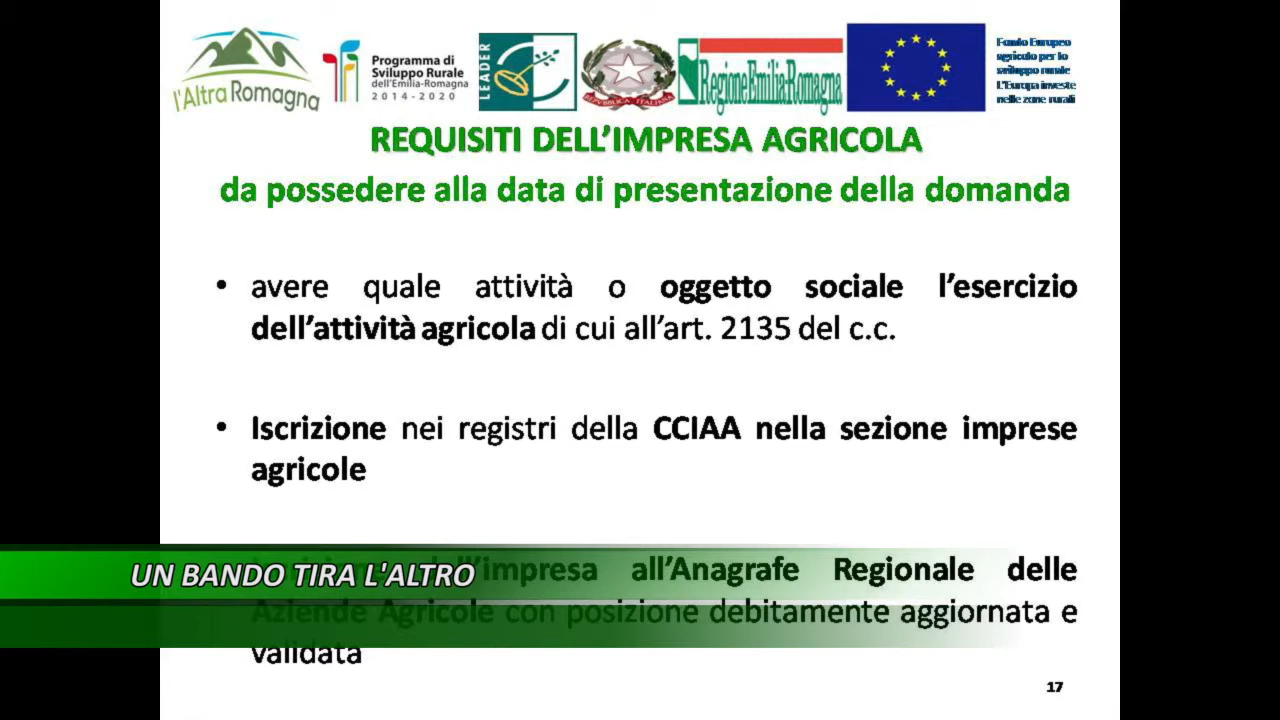 l'Altra Romagna
Programma di
Sviluppo Rurale
dell'Emilia-Romagna
2014-2020
LEADER
REPUBBLICA ITALIANA
RegioneEmilia-Romagna
Fondo Europeo
agricolo per lo
sviluppo rurale
L'Europa investe
nelle zone rurali
REQUISITI DELL'IMPRESA AGRICOLA
da possedere alla data di presentazione della domanda
• avere quale attività o oggetto sociale l'esercizio
dell'attività agricola di cui all'art. 2135 del c.c.
• Iscrizione nei registri della CCIAA nella sezione imprese
agricole
dell'impresa all'Anagrafe Regionale delle
UN BANDO TIRA L'ALTRO
Aziende Agricole con posizione debitamente aggiornata e
validata
17